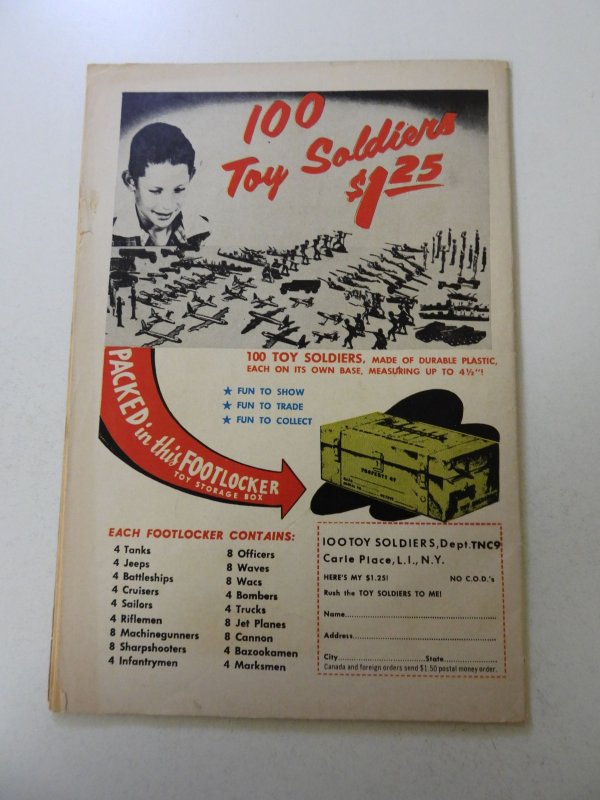 100
Toy Soldiers
$1.25
100 TOY SOLDIERS, MADE OF DURABLE PLASTIC,
EACH ON ITS OWN BASE, MEASURING UP TO 4½"!
★ FUN TO SHOW
★ FUN TO TRADE
★ FUN TO COLLECT
PACKED in this FOOTLOCKER
TOY STORAGE BOX
PROPERTY OF
EACH FOOTLOCKER CONTAINS:
4 Tanks
4 Jeeps
4 Battleships
4 Cruisers
4 Sailors
4 Riflemen
8 Machinegunners
8 Sharpshooters
4 Infantrymen
8 Officers
8 Waves
8 Wacs
4 Bombers
4 Trucks
8 Jet Planes
8 Cannon
4 Bazookamen
4 Marksmen
100 TOY SOLDIERS, Dept. TNC9
Carle Place, L.I., N.Y.
HERE'S MY $1.25! NO C.O.D.'s
Rush the TOY SOLDIERS TO ME!
Name
Address
City State
Canada and foreign orders send $1.50 postal money order.